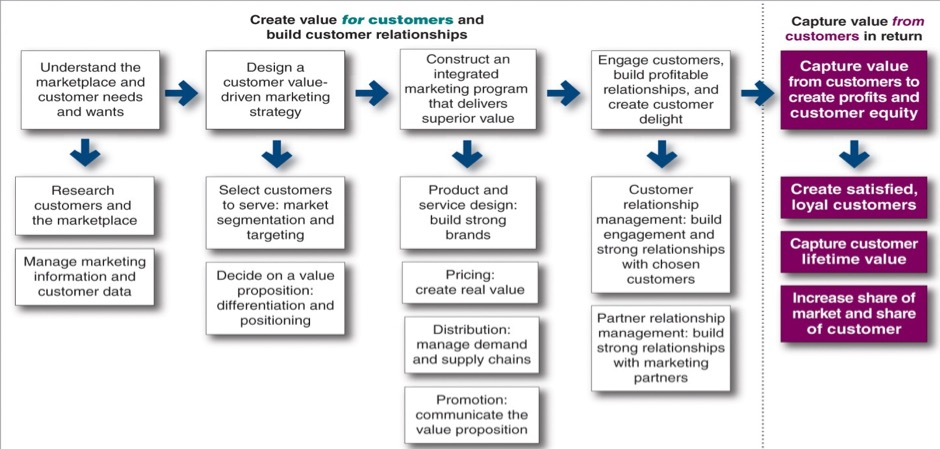 Create value for customers and
build customer relationships
Capture value from
customers in return
Understand the
marketplace and
customer needs
and wants
Design a
customer value-
driven marketing
strategy
Construct an
integrated
marketing program
that delivers
superior value
Engage customers,
build profitable
relationships, and
create customer
delight
Capture value
from customers to
create profits and
customer equity
Research
customers and
the marketplace
Manage marketing
information and
customer data
Select customers
to serve: market
segmentation and
targeting
Decide on a value
proposition:
differentiation and
positioning
Product and
service design:
build strong
brands
Pricing:
create real value
Distribution:
manage demand
and supply chains
Promotion:
communicate the
value proposition
Customer
relationship
management: build
engagement and
strong relationships
with chosen
customers
Partner relationship
management: build
strong relationships
with marketing
partners
Create satisfied,
loyal customers
Capture customer
lifetime value
Increase share of
market and share
of customer